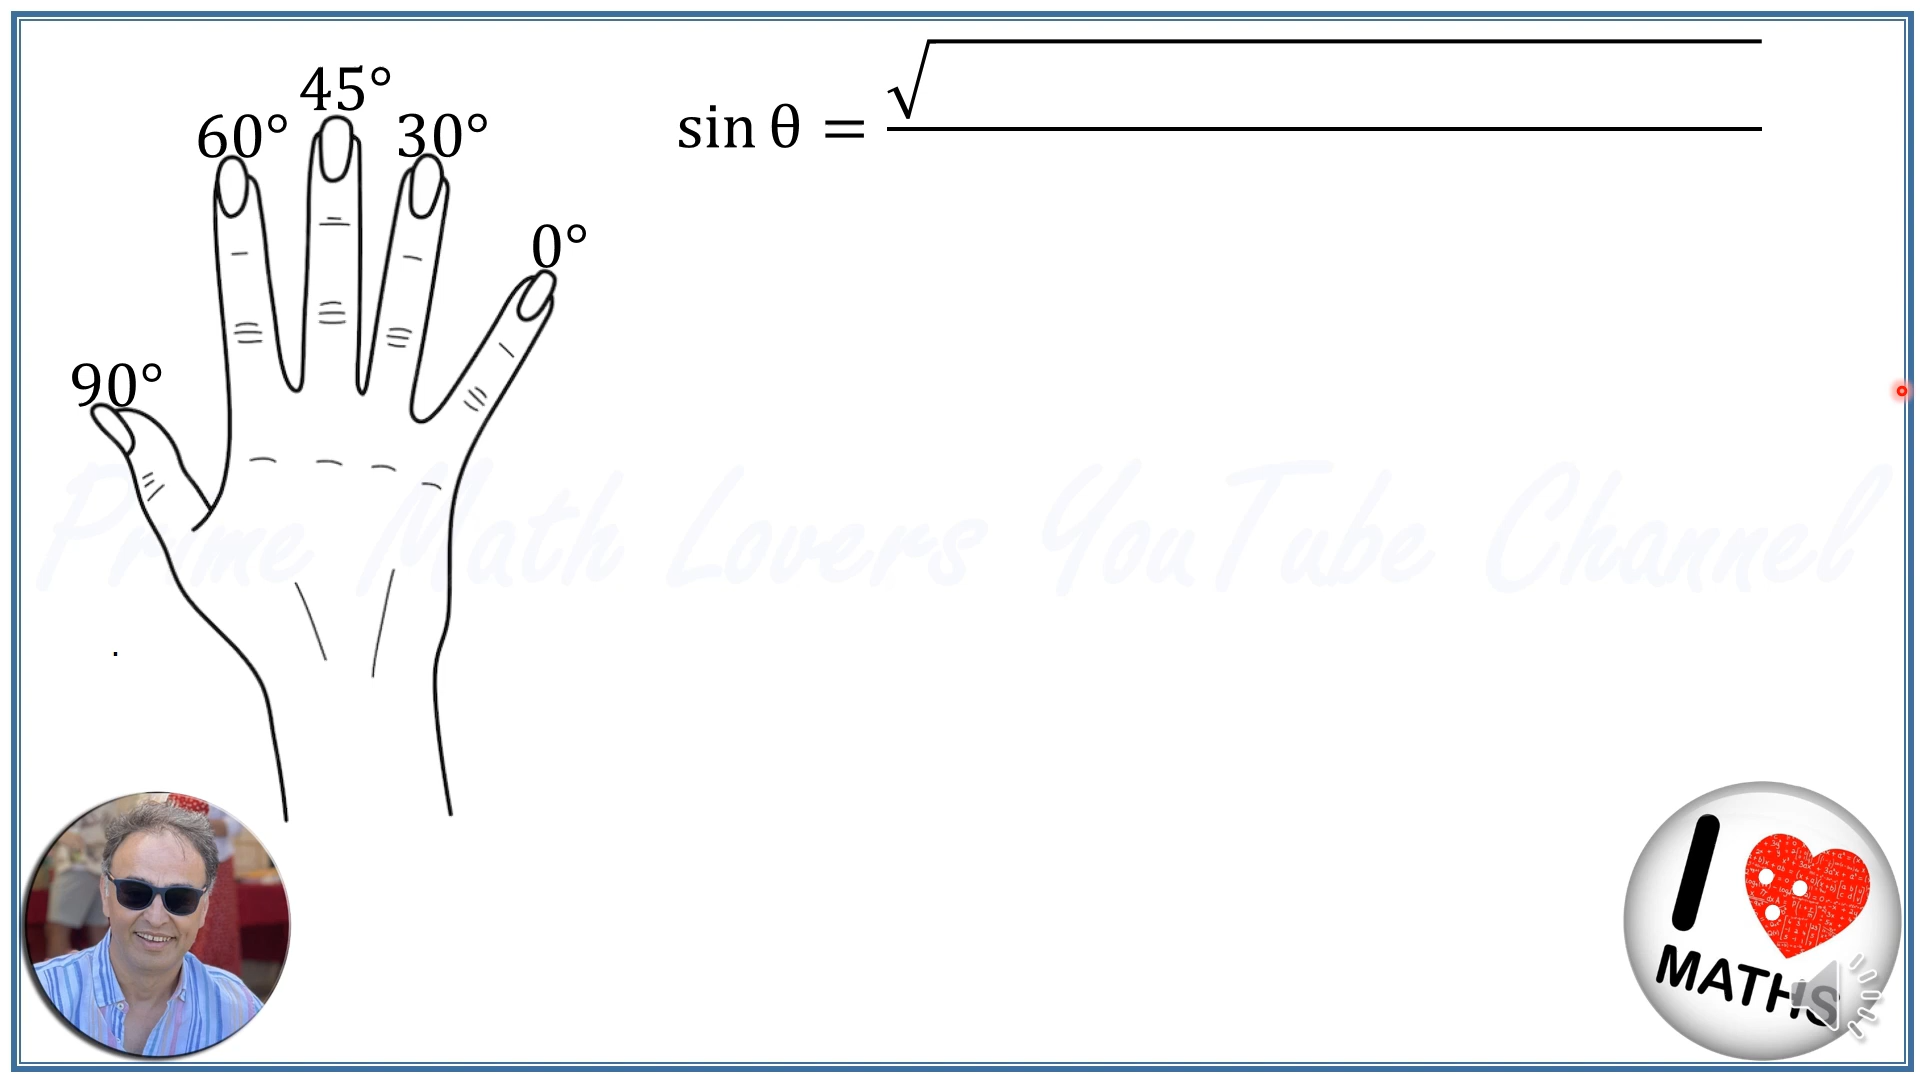 45°
60°
30°
sin θ = √
0°
90°
Prime Math Lovers YouTube Channel
I
MATHS